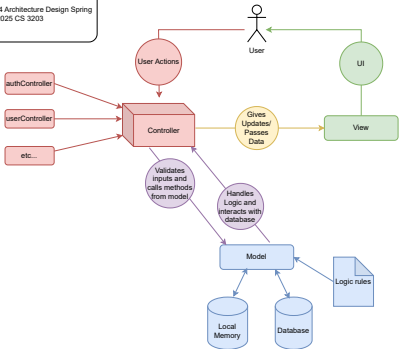 Architecture Design Spring
025 CS 3203
User
User Actions
UI
authController
userController
etc...
Controller
Gives
Updates/
Passes
Data
View
Validates
inputs and
calls methods
from model
Handles
Logic and
interacts with
database
Model
Logic rules
Local
Memory
Database